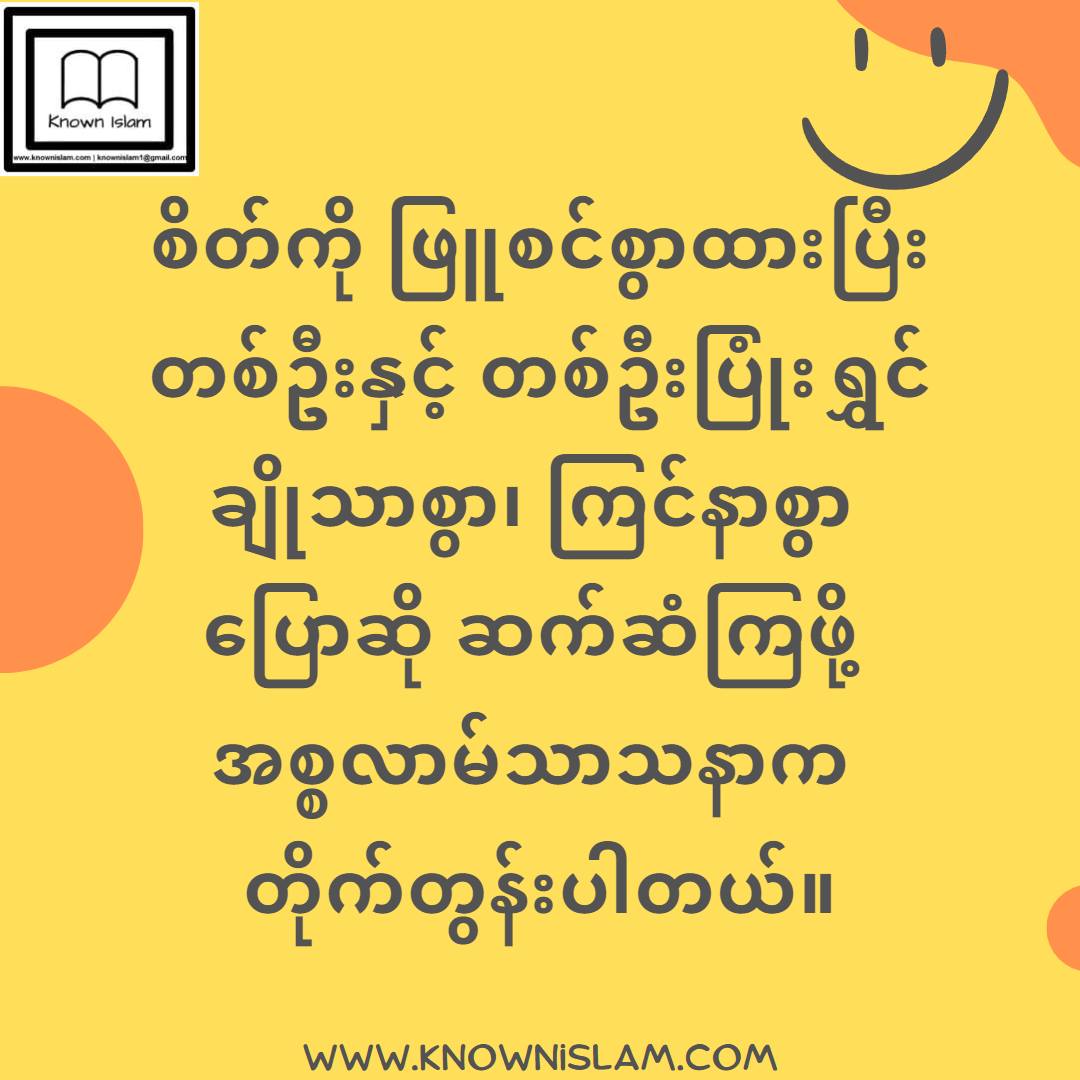 Known Islam
www.knownislam.com | knownislam1@gmail.com
စိတ်ကို ဖြူစင်စွာထားပြီး
တစ်ဦးနှင့် တစ်ဦးပြုံးရွှင်
ချိုသာစွာ၊ ကြင်နာစွာ
ပြောဆို ဆက်ဆံကြဖို့
အစ္စလာမ်သာသနာက
တိုက်တွန်းပါတယ်။
WWW.KNOWNISLAM.COM